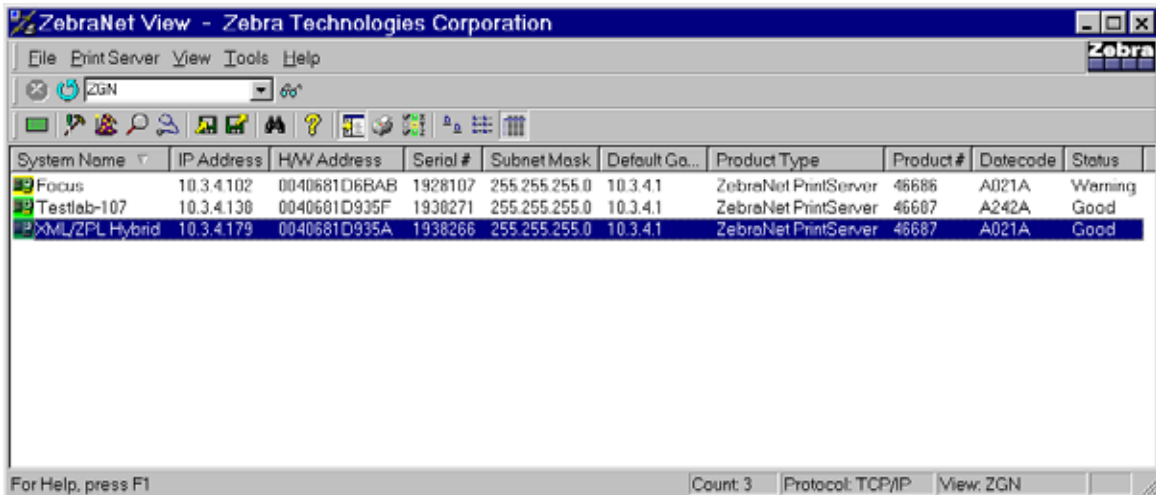 ZebraNet View - Zebra Technologies Corporation
File PrintServer View Tools Help
Zebra
ZGN
System Name IP Address H/W Address Serial # Subnet Mask Default Ga... Product Type Product # Datecode Status
Focus 10.3.4.102 0040681D6BAB 1928107 255.255.255.0 10.3.4.1 ZebraNet PrintServer 46686 A021A Warning
Testlab-107 10.3.4.138 0040681D935F 1938271 255.255.255.0 10.3.4.1 ZebraNet PrintServer 46687 A242A Good
XML/ZPL Hybrid 10.3.4.179 0040681D935A 1938266 255.255.255.0 10.3.4.1 ZebraNet PrintServer 46687 A021A Good
For Help, press F1 Count: 3 Protocol: TCP/IP View: ZGN